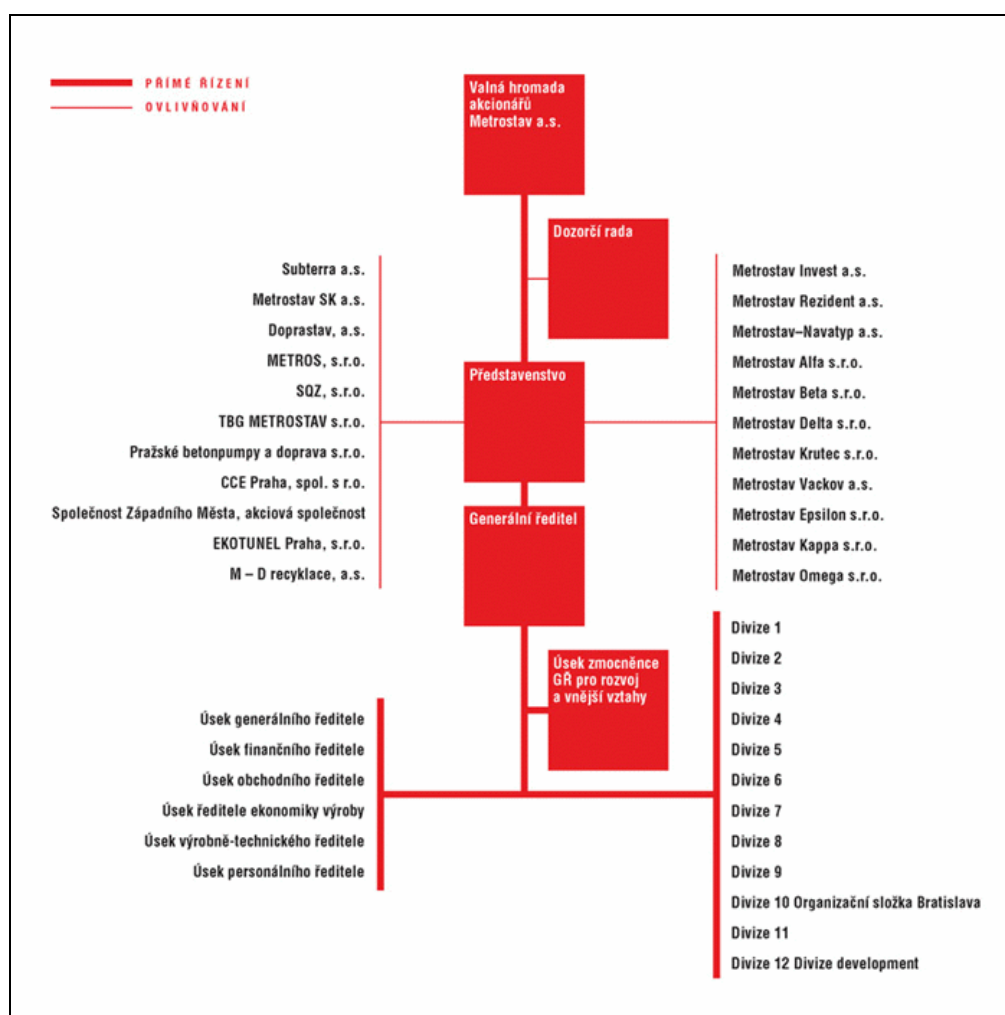 PŘÍMÉ ŘÍZENÍ
OVLIVŇOVÁNÍ
Valná hromada
akcionářů
Metrostav a.s.
Dozorčí rada
Subterra a.s.
Metrostav SK a.s.
Doprastav, a.s.
METROS, s.r.o.
SQZ, s.r.o.
TBG METROSTAV s.r.o.
Pražské betonpumpy a doprava s.r.o.
CCE Praha, spol. s r.o.
Společnost Západního Města, akciová společnost
EKOTUNEL Praha, s.r.o.
M – D recyklace, a.s.
Představenstvo
Metrostav Invest a.s.
Metrostav Rezident a.s.
Metrostav–Navatyp a.s.
Metrostav Alfa s.r.o.
Metrostav Beta s.r.o.
Metrostav Delta s.r.o.
Metrostav Krutec s.r.o.
Metrostav Vackov a.s.
Metrostav Epsilon s.r.o.
Metrostav Kappa s.r.o.
Metrostav Omega s.r.o.
Generální ředitel
Úsek zmocněnce
GŘ pro rozvoj
a vnější vztahy
Úsek generálního ředitele
Úsek finančního ředitele
Úsek obchodního ředitele
Úsek ředitele ekonomiky výroby
Úsek výrobně-technického ředitele
Úsek personálního ředitele
Divize 1
Divize 2
Divize 3
Divize 4
Divize 5
Divize 6
Divize 7
Divize 8
Divize 9
Divize 10 Organizační složka Bratislava
Divize 11
Divize 12 Divize development